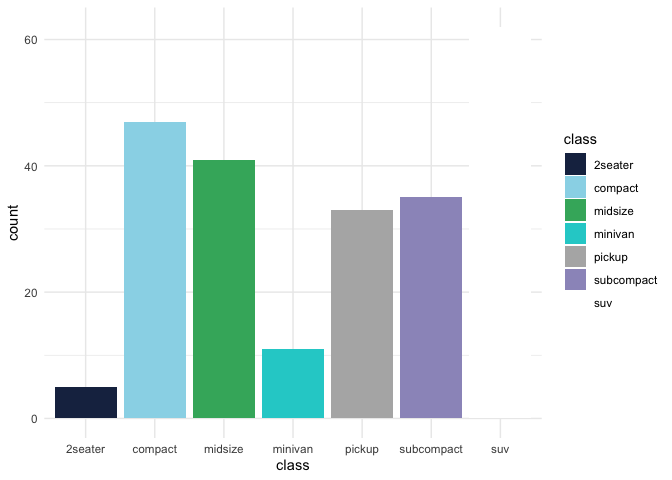 60
40
20
0
count
2seater compact midsize minivan pickup subcompact suv
class
class
2seater
compact
midsize
minivan
pickup
subcompact
suv